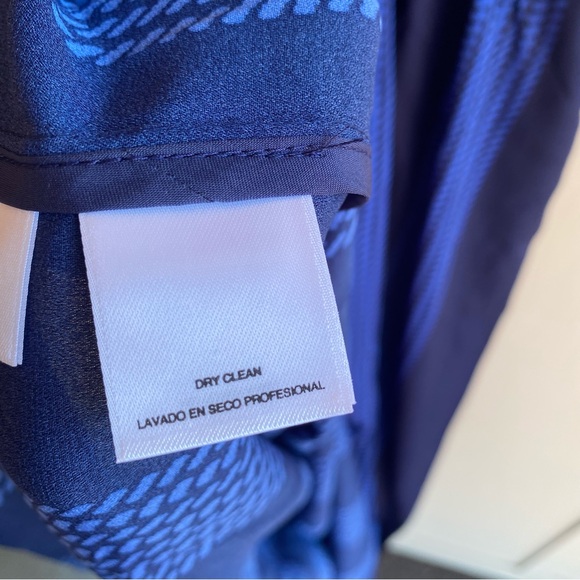 DRY CLEAN
LAVADO EN SECO PROFESIONAL